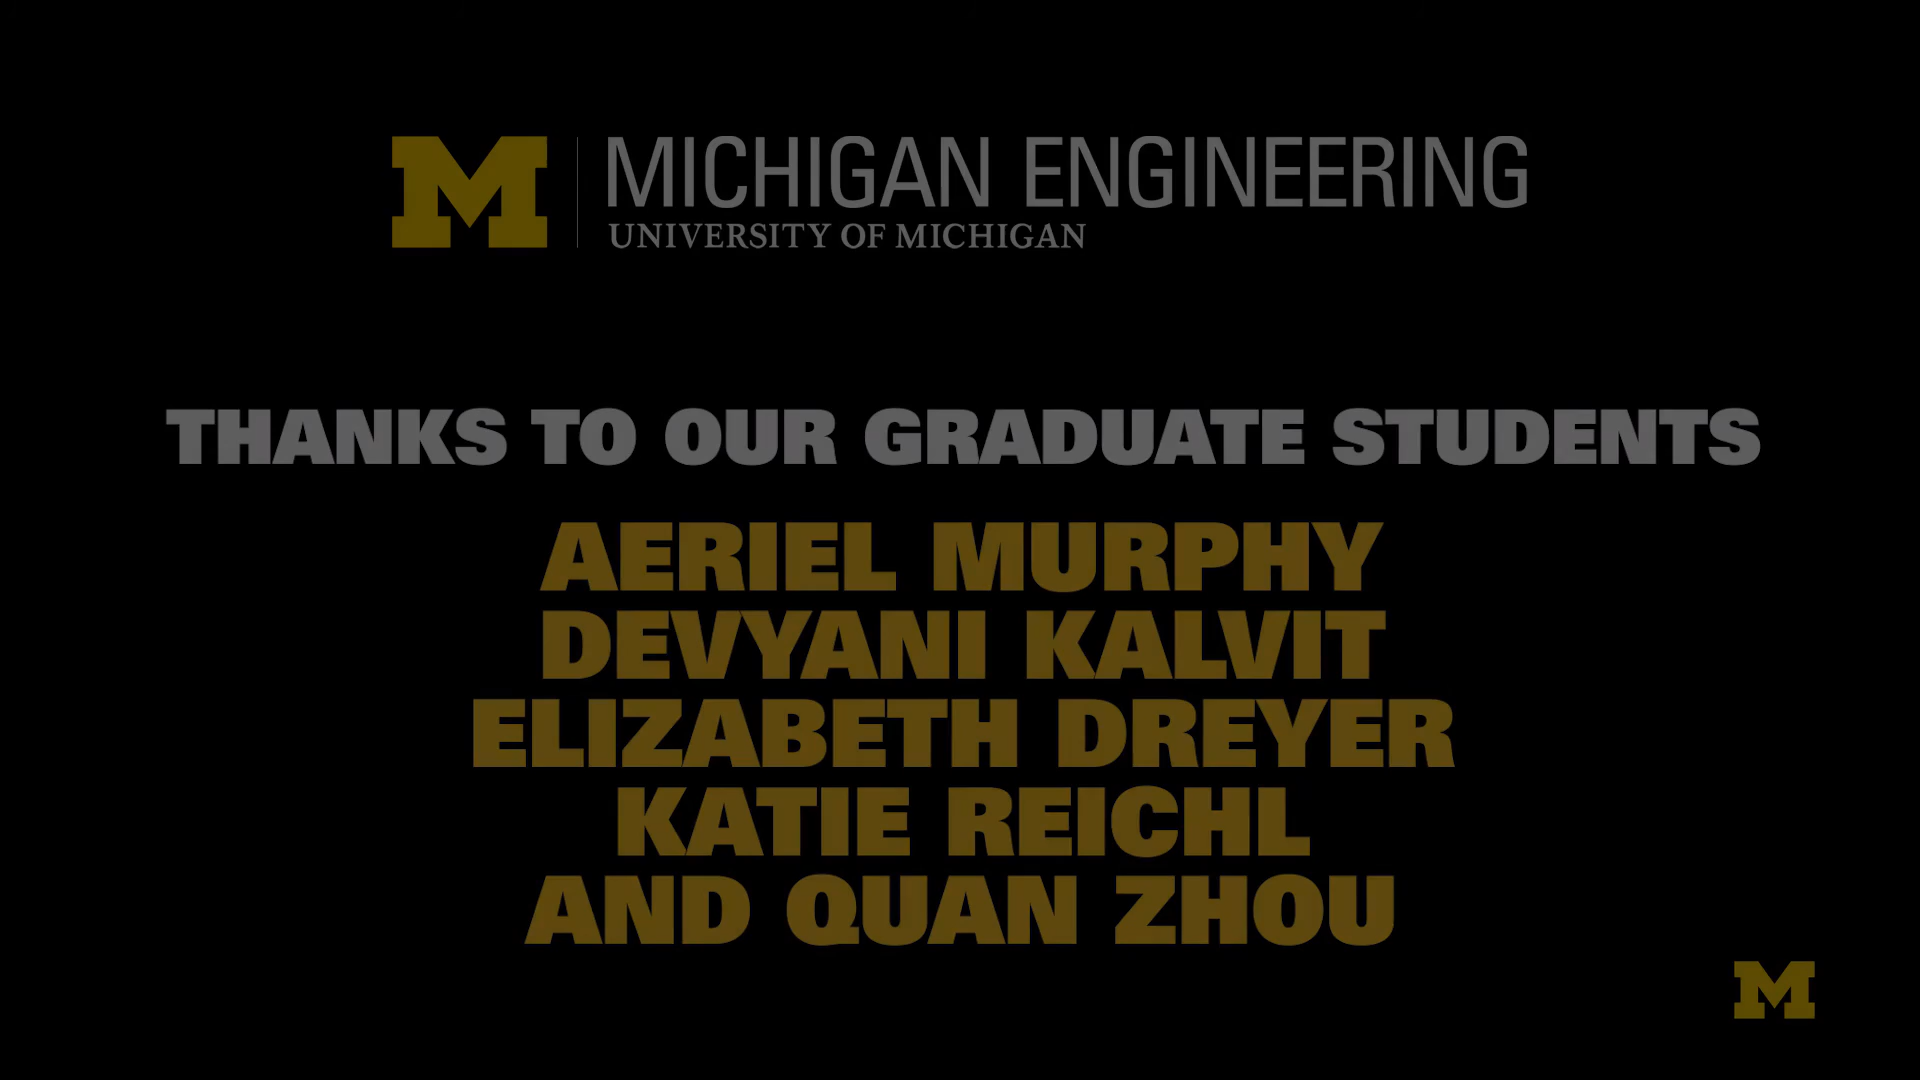 M MICHIGAN ENGINEERING
UNIVERSITY OF MICHIGAN
THANKS TO OUR GRADUATE STUDENTS
AERIEL MURPHY
DEVYANI KALVIT
ELIZABETH DREYER
KATIE REICHL
AND QUAN ZHOU
M